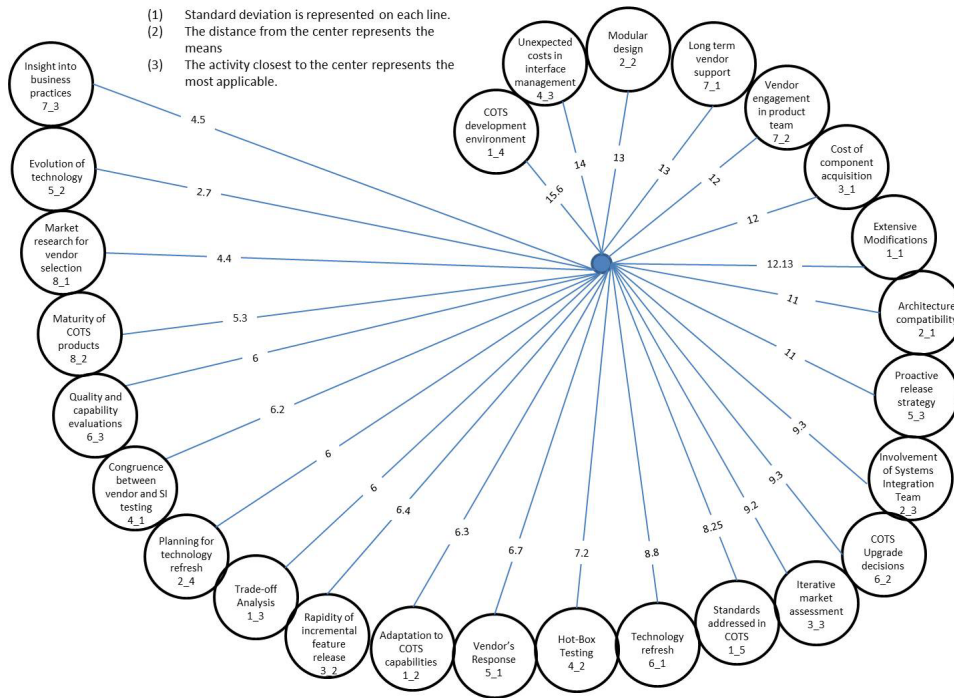 (1) Standard deviation is represented on each line.
(2) The distance from the center represents the
means
(3) The activity closest to the center represents the
most applicable.
Insight into
business
practices
7_3
Evolution of
technology
5_2
Market
research for
vendor
selection
8_1
Maturity of
COTS
products
8_2
Quality and
capability
evaluations
6_3
Congruence
between
vendor and SI
testing
4_1
Planning for
technology
refresh
2_4
Trade-off
Analysis
1_3
Rapidity of
incremental
feature
release
3_2
Adaptation to
COTS
capabilities
1_2
Vendor's
Response
5_1
Hot-Box
Testing
4_2
Technology
refresh
6_1
Standards
addressed in
COTS
1_5
Iterative
market
assessment
3_3
COTS
Upgrade
decisions
6_2
Involvement
of Systems
Integration
Team
2_3
Proactive
release
strategy
5_3
Architecture
compatibility
2_1
Extensive
Modifications
1_1
Cost of
component
acquisition
3_1
Vendor
engagement
in product
team
7_2
Long term
vendor
support
7_1
Modular
design
2_2
Unexpected
costs in
interface
management
4_3
COTS
development
environment
1_4
4.5
2.7
4.4
5.3
6
6.2
6
6
6.4
6.3
6.7
7.2
8.8
8.25
9.2
9.3
9.3
11
11
12.13
12
12
13
13
14
15.6